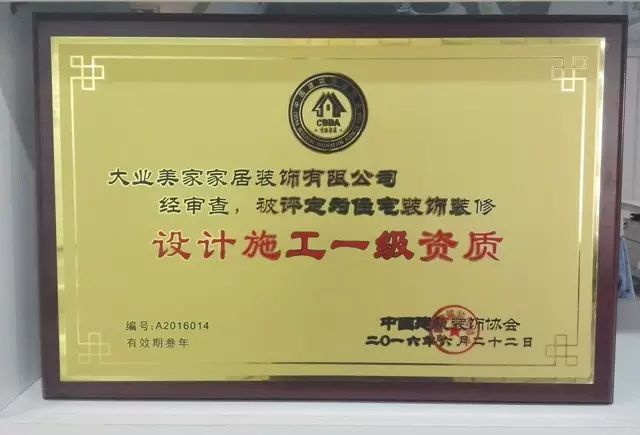 CBDA
·1984·
大业美家家居装饰有限公司
经审查，被评定为住宅装饰装修
设计施工一级资质
编号:A2016014
有效期叁年
中国建筑装饰协会
二〇一六年六月二十二日